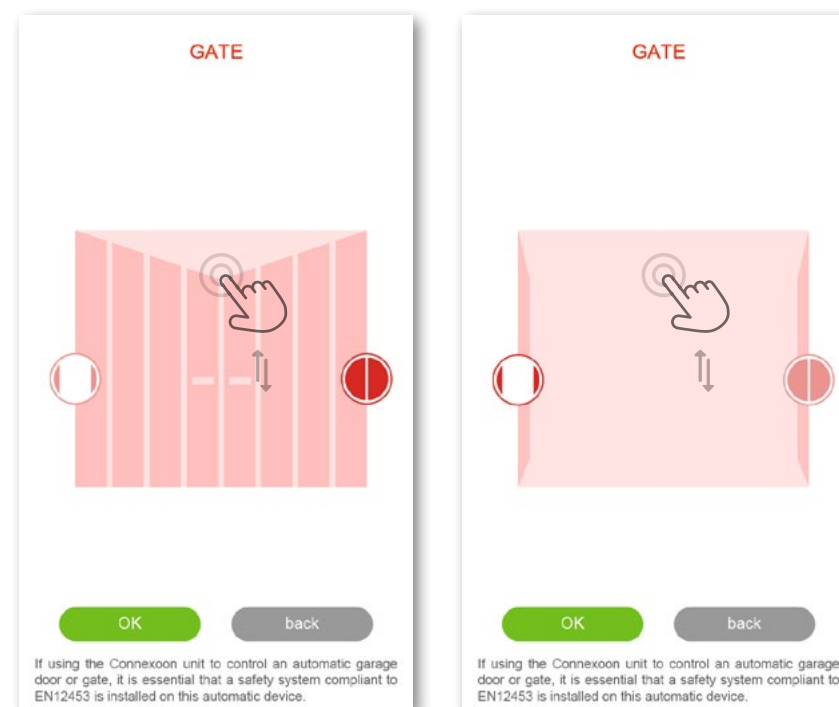 GATE
OK
back
If using the Connexoon unit to control an automatic garage
door or gate, it is essential that a safety system compliant to
EN12453 is installed on this automatic device.
GATE
OK
back
If using the Connexoon unit to control an automatic garage
door or gate, it is essential that a safety system compliant to
EN12453 is installed on this automatic device.